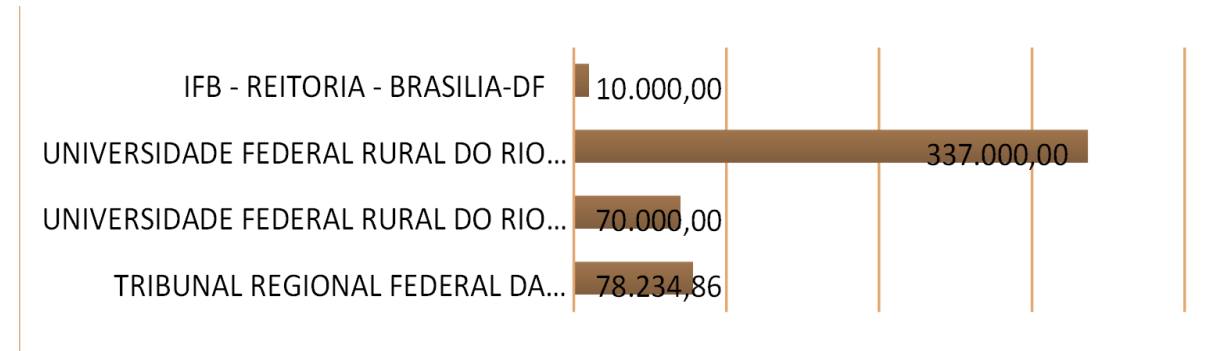 IFB - REITORIA - BRASILIA-DF 10.000,00
UNIVERSIDADE FEDERAL RURAL DO RIO... 337.000,00
UNIVERSIDADE FEDERAL RURAL DO RIO... 70.000,00
TRIBUNAL REGIONAL FEDERAL DA... 78.234,86